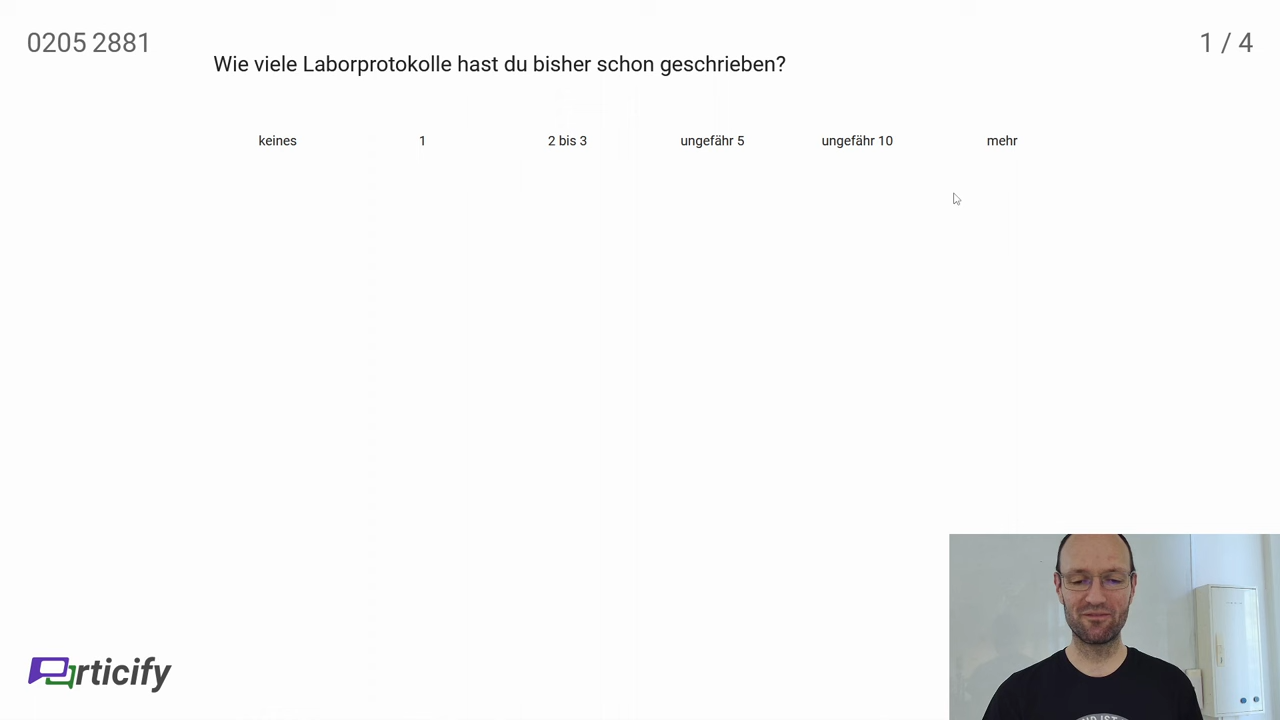 0205 2881
1 / 4
Wie viele Laborprotokolle hast du bisher schon geschrieben?
keines 1 2 bis 3 ungefähr 5 ungefähr 10 mehr
articify